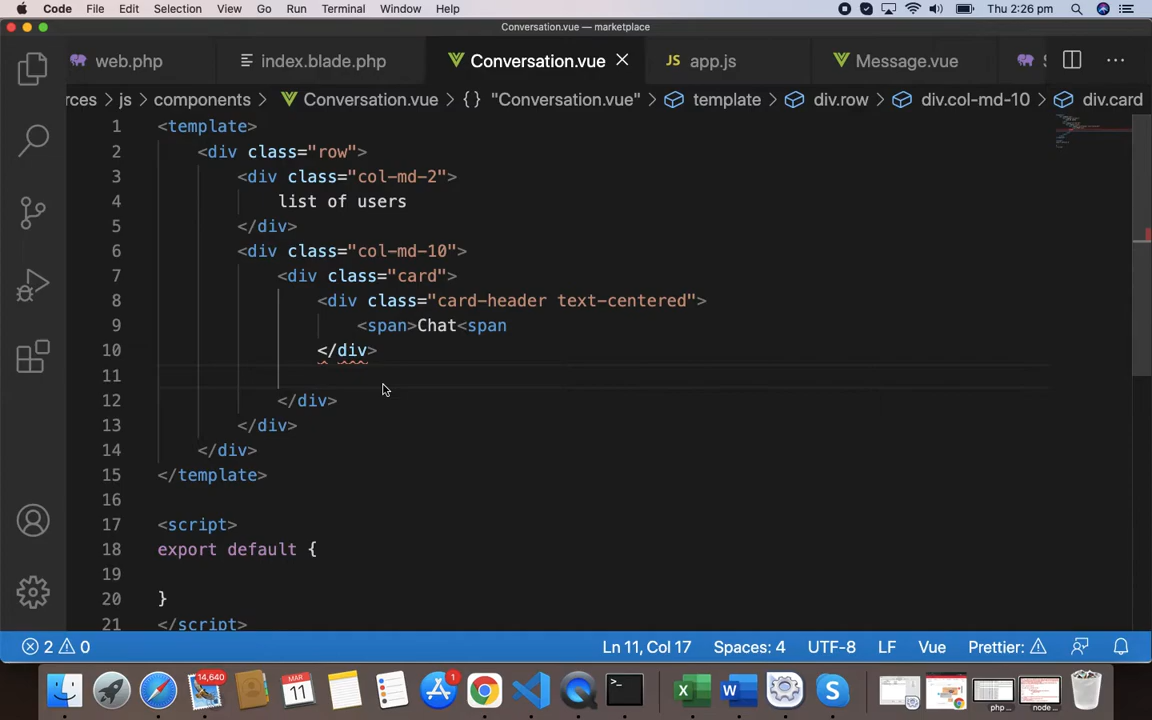 Code File Edit Selection View Go Run Terminal Window Help Thu 2:26 pm
Conversation.vue — marketplace
web.php index.blade.php Conversation.vue JS app.js Message.vue
rces > js > components > Conversation.vue > {} "Conversation.vue" > template > div.row > div.col-md-10 > div.card
1 <template>
2 <div class="row">
3 <div class="col-md-2">
4 list of users
5 </div>
6 <div class="col-md-10">
7 <div class="card">
8 <div class="card-header text-centered">
9 <span>Chat<span
10 </div>
11
12 </div>
13 </div>
14 </div>
15 </template>
16
17 <script>
18 export default {
19
20 }
21 </script>
2 0 Ln 11, Col 17 Spaces: 4 UTF-8 LF Vue Prettier:
14,640 MAR 11 1 >_ X W S php ... node ...